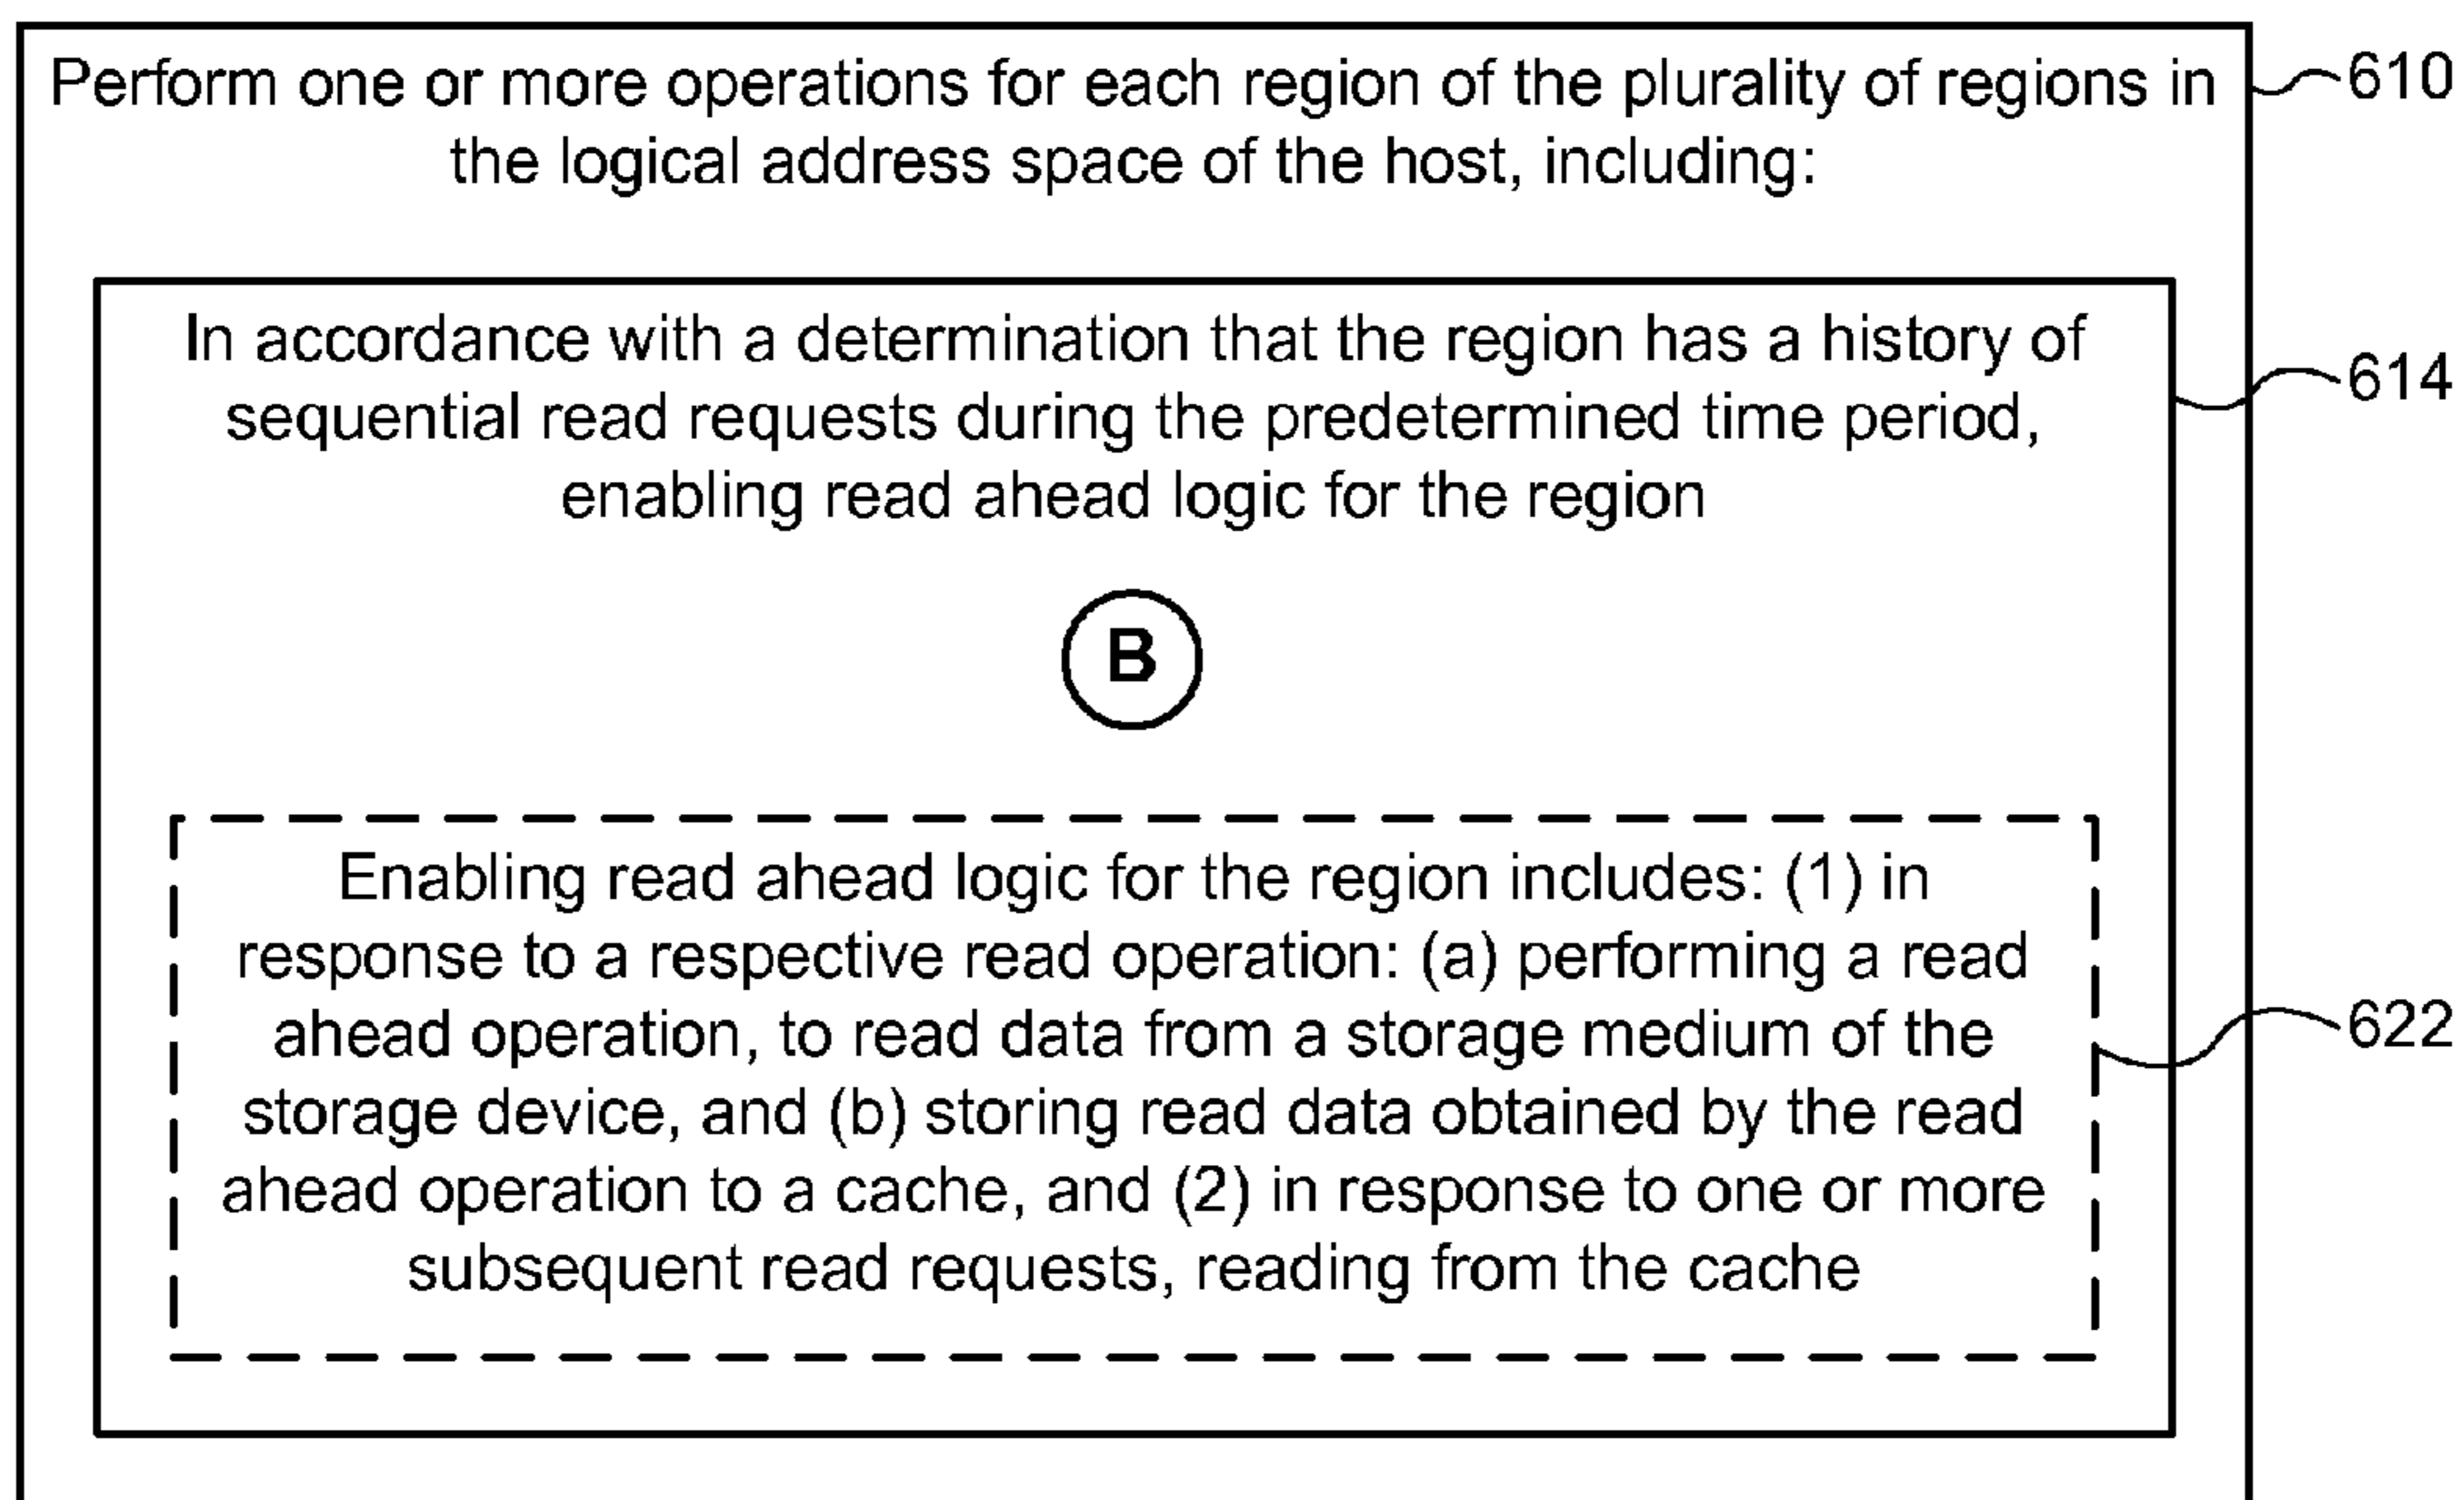 Perform one or more operations for each region of the plurality of regions in
the logical address space of the host, including:
610
In accordance with a determination that the region has a history of
sequential read requests during the predetermined time period,
enabling read ahead logic for the region
614
B
Enabling read ahead logic for the region includes: (1) in
response to a respective read operation: (a) performing a read
ahead operation, to read data from a storage medium of the
storage device, and (b) storing read data obtained by the read
ahead operation to a cache, and (2) in response to one or more
subsequent read requests, reading from the cache
622